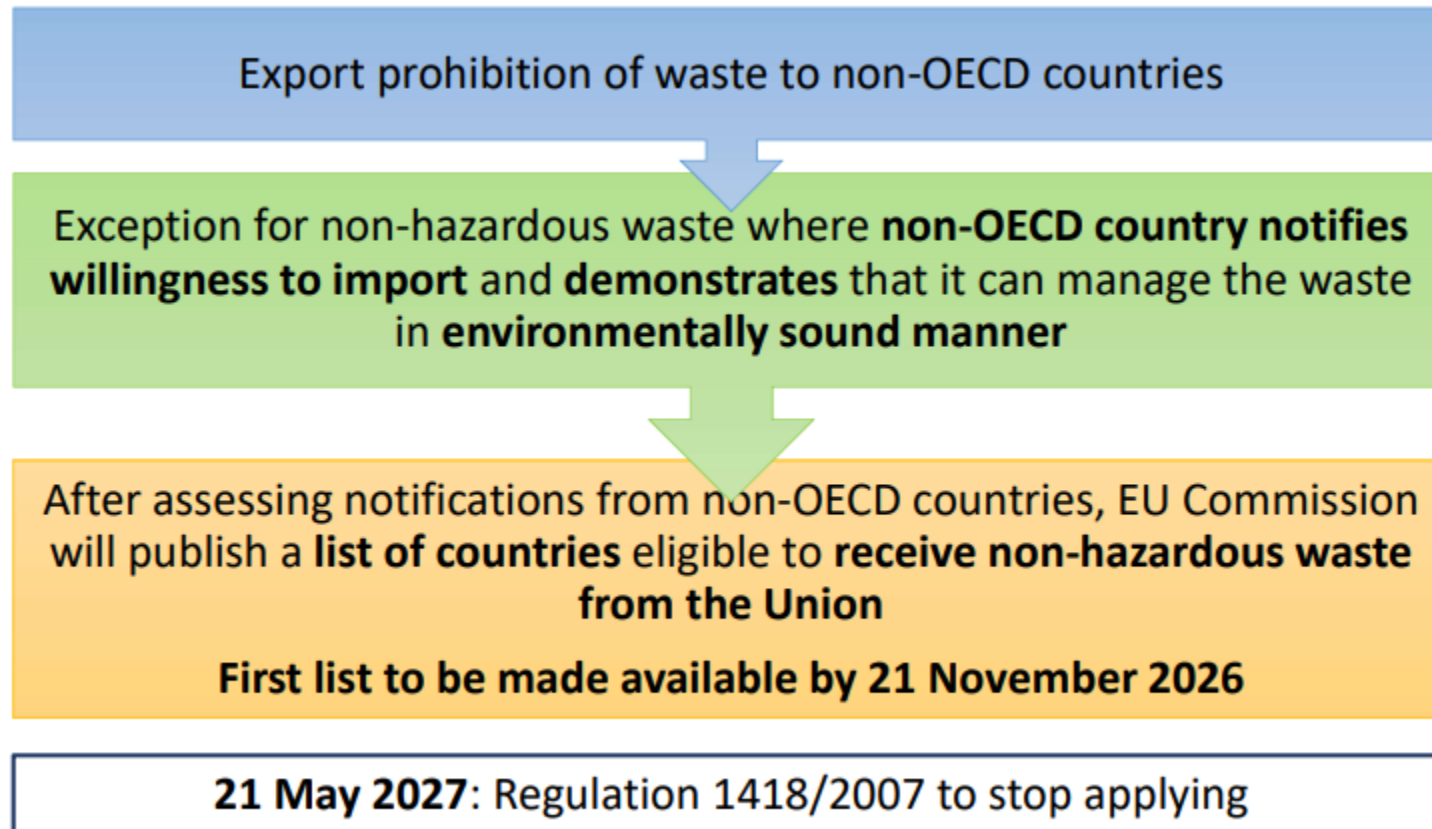 Export prohibition of waste to non-OECD countries
Exception for non-hazardous waste where non-OECD country notifies
willingness to import and demonstrates that it can manage the waste
in environmentally sound manner
After assessing notifications from non-OECD countries, EU Commission
will publish a list of countries eligible to receive non-hazardous waste
from the Union
First list to be made available by 21 November 2026
21 May 2027: Regulation 1418/2007 to stop applying